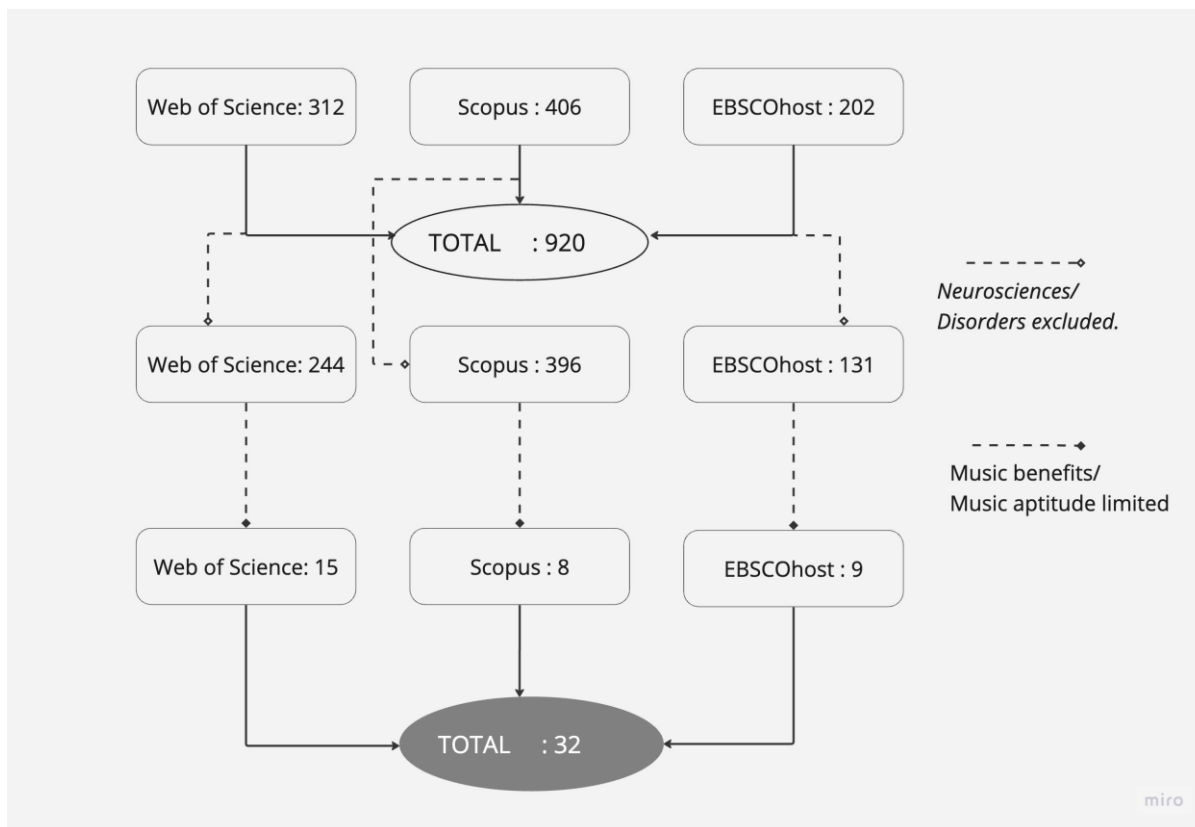 Web of Science: 312
Scopus : 406
EBSCOhost : 202
TOTAL : 920
Neurosciences/
Disorders excluded.
Web of Science: 244
Scopus : 396
EBSCOhost : 131
Music benefits/
Music aptitude limited
Web of Science: 15
Scopus : 8
EBSCOhost : 9
TOTAL : 32
miro